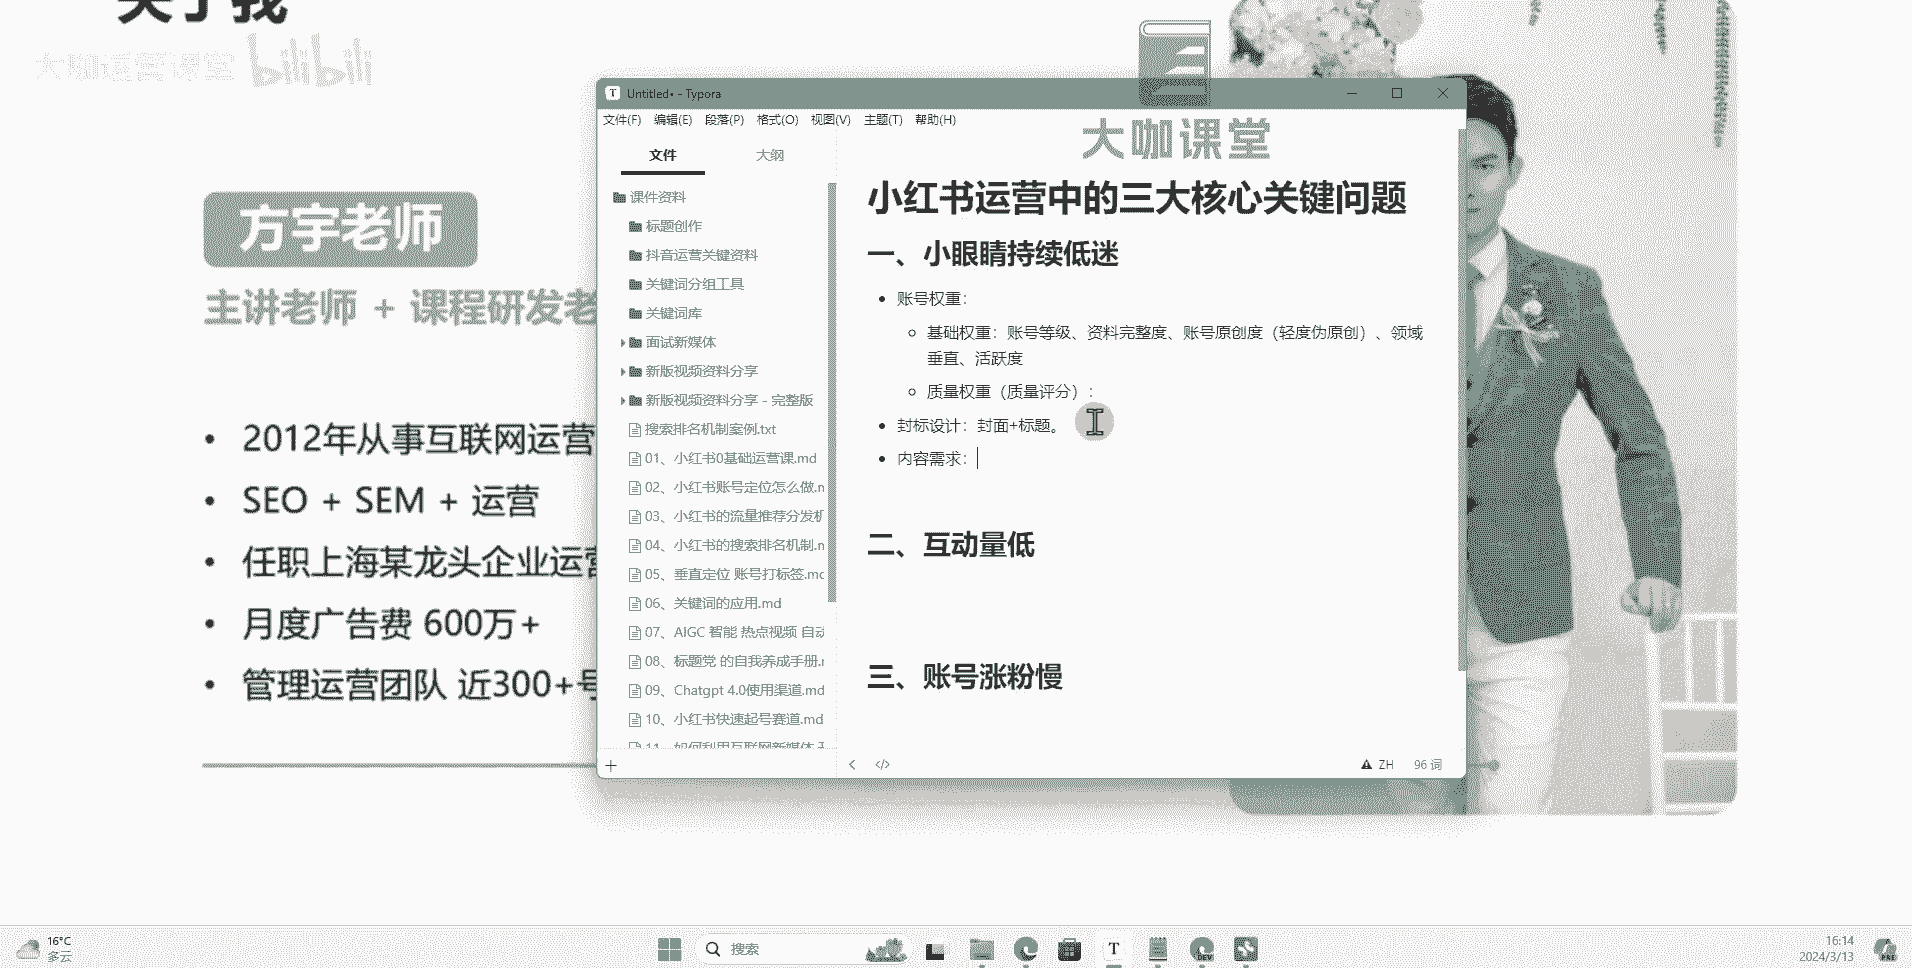 关于我
大咖运营课堂 bilibili
方宇老师
主讲老师 + 课程研发老
• 2012年从事互联网运营
• SEO + SEM + 运营
• 任职上海某龙头企业运营
• 月度广告费 600万+
• 管理运营团队 近300+号
Untitled• - Typora
文件(F) 编辑(E) 段落(P) 格式(O) 视图(V) 主题(T) 帮助(H)
文件 大纲
课件资料
标题创作
抖音运营关键资料
关键词分组工具
关键词库
面试新媒体
新版视频资料分享
新版视频资料分享 - 完整版
搜索排名机制案例.txt
01、小红书0基础运营课.md
02、小红书账号定位怎么做.m
03、小红书的流量推荐分发机
04、小红书的搜索排名机制.m
05、垂直定位 账号打标签.mc
06、关键词的应用.md
07、AIGC 智能 热点视频 自动
08、标题党 的自我养成手册.m
09、Chatgpt 4.0使用渠道.md
10、小红书快速起号赛道.md
11、如何利用互联网新媒体
大咖课堂
小红书运营中的三大核心关键问题
一、小眼睛持续低迷
• 账号权重：
基础权重：账号等级、资料完整度、账号原创度（轻度伪原创）、领域
垂直、活跃度
质量权重（质量评分）：
• 封标设计：封面+标题。
• 内容需求：
二、互动量低
三、账号涨粉慢
ZH 96 词
16°C
多云
搜索
T
DEV
16:14
2024/3/13
PRE